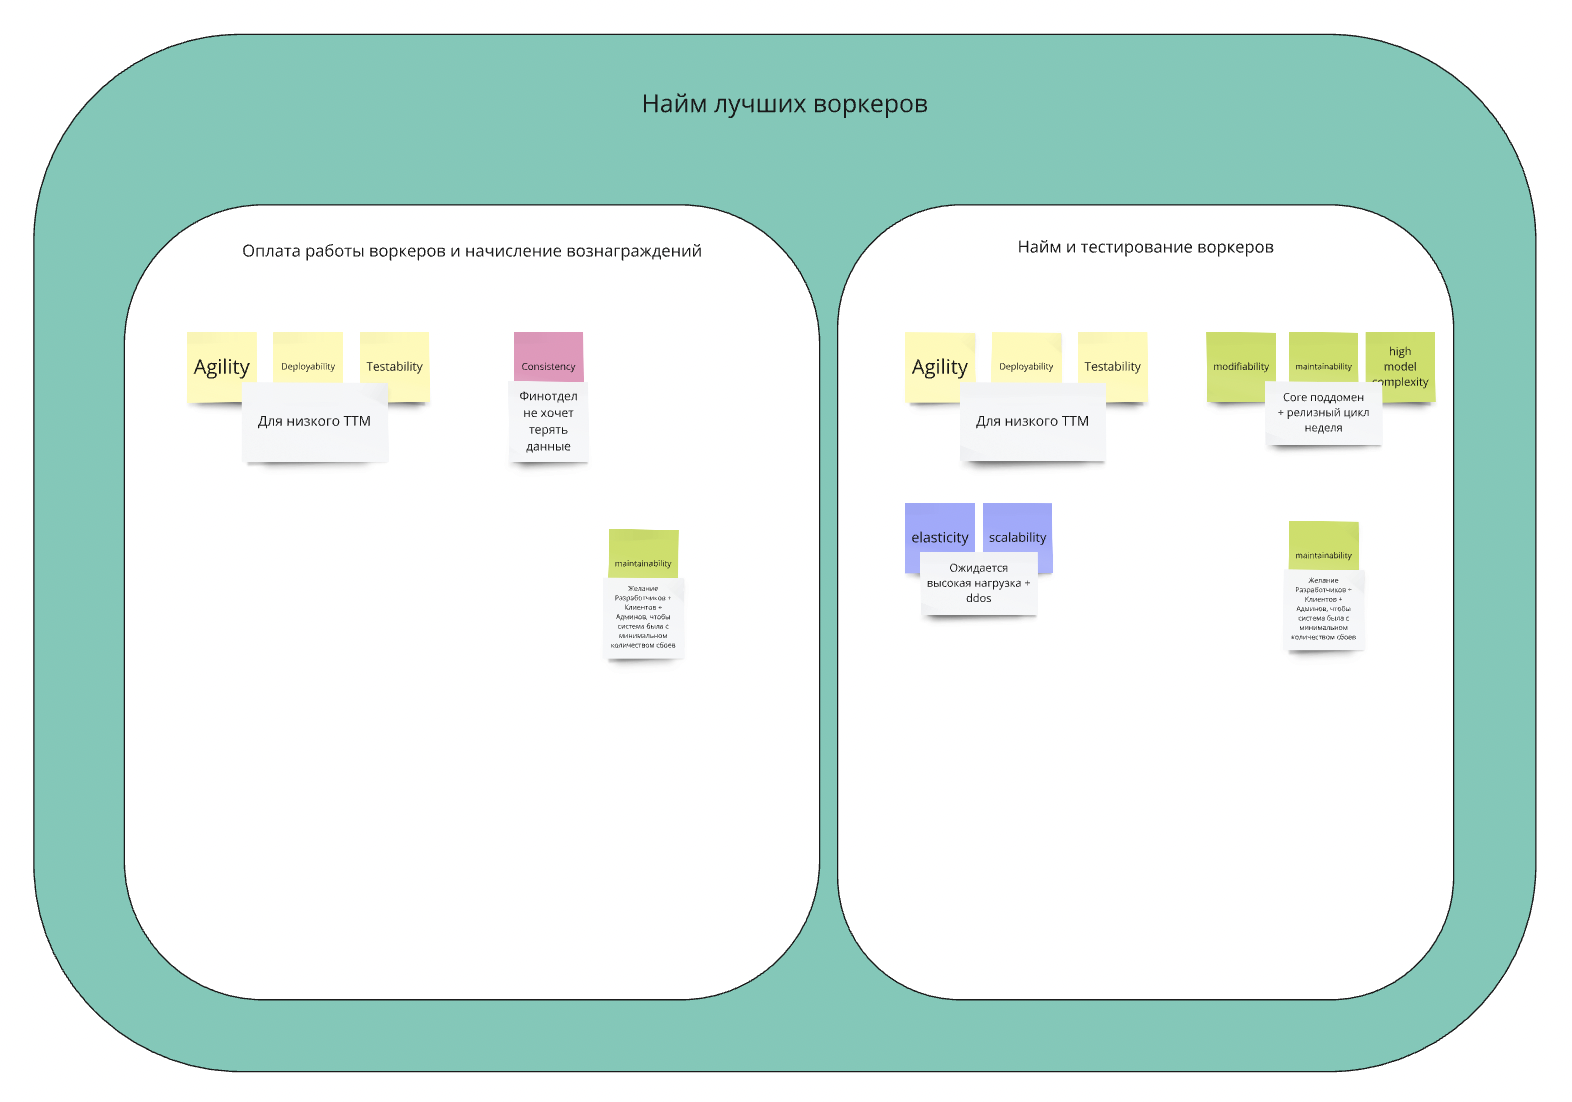 Найм лучших воркеров
Оплата работы воркеров и начисление вознаграждений
Agility
Deployability
Testability
Для низкого ТТМ
Consistency
Финотдел
не хочет
терять
данные
maintainability
Желание
Разработчиков +
Клиентов +
Админов, чтобы
система была с
минимальном
количеством сбоев
Найм и тестирование воркеров
Agility
Deployability
Testability
Для низкого ТТМ
modifiability
maintainability
high
model
complexity
Core поддомен
+ релизный цикл
неделя
elasticity
scalability
Ожидается
высокая нагрузка +
ddos
maintainability
Желание
Разработчиков +
Клиентов +
Админов, чтобы
система была с
минимальном
количеством сбоев